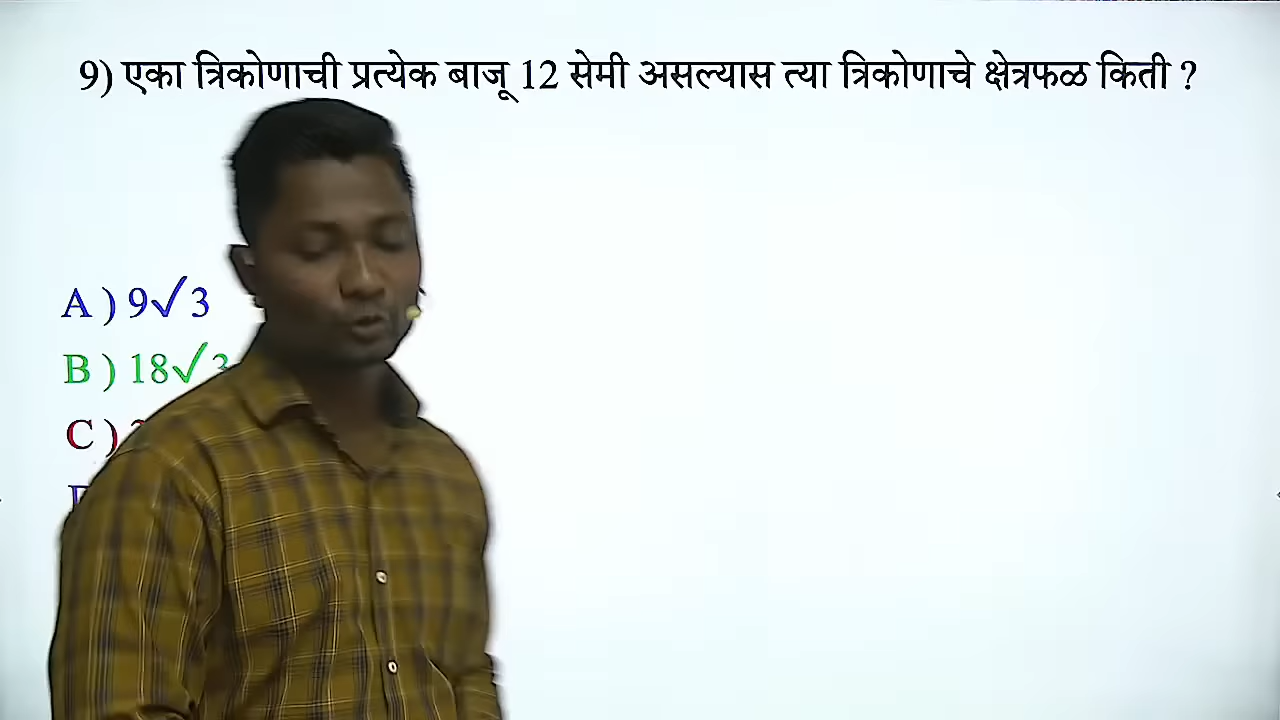 9) एका त्रिकोणाची प्रत्येक बाजू 12 सेमी असल्यास त्या त्रिकोणाचे क्षेत्रफळ किती ?
A ) 9√3
B ) 18√3
C )